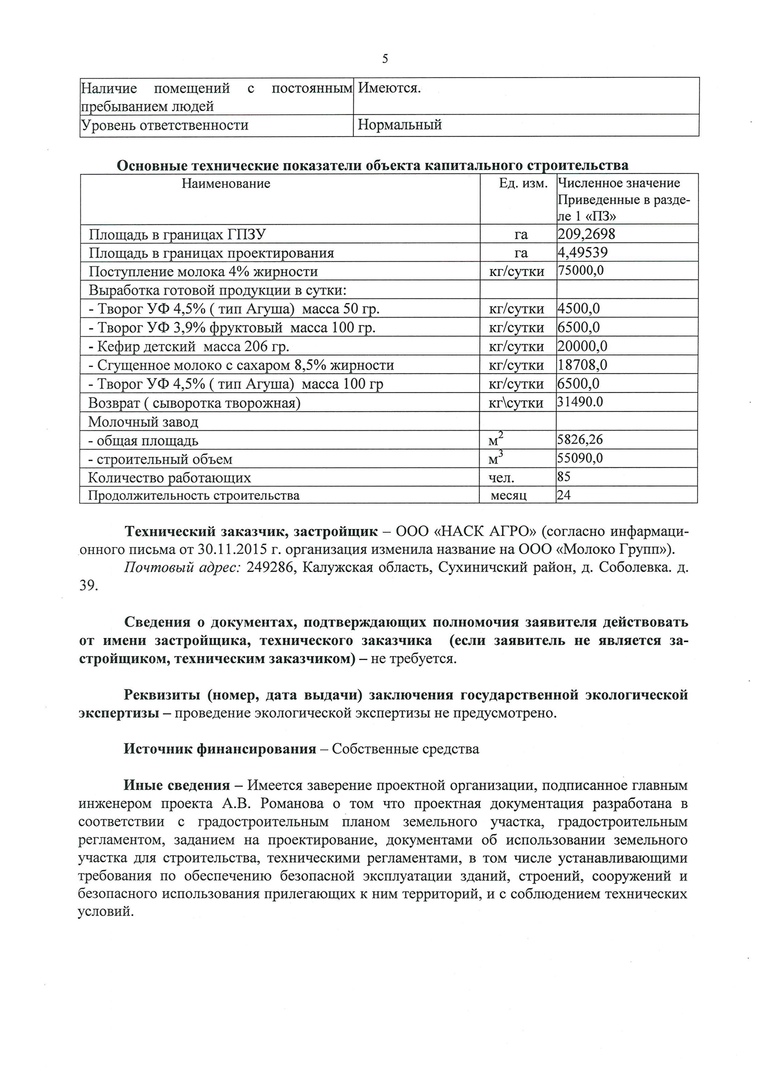 5
Наличие помещений с постоянным Имеются.
пребыванием людей
Уровень ответственности Нормальный
Основные технические показатели объекта капитального строительства
Наименование Ед. изм. Численное значение
Приведенные в разде-
ле 1 «ПЗ»
Площадь в границах ГПЗУ га 209,2698
Площадь в границах проектирования га 4,49539
Поступление молока 4% жирности кг/сутки 75000,0
Выработка готовой продукции в сутки:
- Творог УФ 4,5% ( тип Агуша) масса 50 гр. кг/сутки 4500,0
- Творог УФ 3,9% фруктовый масса 100 гр. кг/сутки 6500,0
- Кефир детский масса 206 гр. кг/сутки 20000,0
- Сгущенное молоко с сахаром 8,5% жирности кг/сутки 18708,0
- Творог УФ 4,5% ( тип Агуша) масса 100 гр кг/сутки 6500,0
Возврат ( сыворотка творожная) кг\сутки 31490.0
Молочный завод
- общая площадь м² 5826,26
- строительный объем м³ 55090,0
Количество работающих чел. 85
Продолжительность строительства месяц 24
Технический заказчик, застройщик – ООО «НАСК АГРО» (согласно инфармаци-
онного письма от 30.11.2015 г. организация изменила название на ООО «Молоко Групп»).
Почтовый адрес: 249286, Калужская область, Сухиничский район, д. Соболевка. д.
39.
Сведения о документах, подтверждающих полномочия заявителя действовать
от имени застройщика, технического заказчика (если заявитель не является за-
стройщиком, техническим заказчиком) – не требуется.
Реквизиты (номер, дата выдачи) заключения государственной экологической
экспертизы – проведение экологической экспертизы не предусмотрено.
Источник финансирования – Собственные средства
Иные сведения – Имеется заверение проектной организации, подписанное главным
инженером проекта А.В. Романова о том что проектная документация разработана в
соответствии с градостроительным планом земельного участка, градостроительным
регламентом, заданием на проектирование, документами об использовании земельного
участка для строительства, техническими регламентами, в том числе устанавливающими
требования по обеспечению безопасной эксплуатации зданий, строений, сооружений и
безопасного использования прилегающих к ним территорий, и с соблюдением технических
условий.